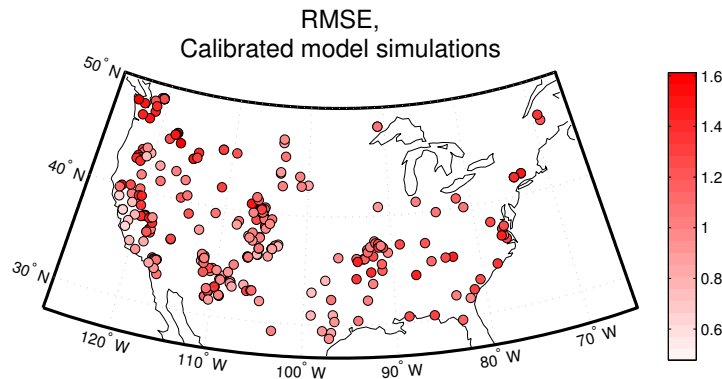 RMSE,
Calibrated model simulations
50° N
40° N
30° N
120° W
110° W
100° W
90° W
80° W
70° W
1.6
1.4
1.2
1
0.8
0.6